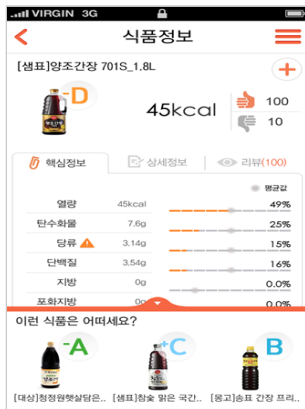 VIRGIN 3G
식품정보
[샘표]양조간장 701S_1.8L
-D
45kcal
100
10
핵심정보
상세정보
리뷰(100)
평균값
열량 45kcal 49%
탄수화물 7.6g 25%
당류 3.14g 15%
단백질 3.54g 16%
지방 0g 0.0%
포화지방 0g 0.0%
이런 식품은 어떠세요?
-A
+C
B
[대상]청정원햇살담은.. [샘표]참숯 맑은 국간.. [몽고]송표 간장 프리..